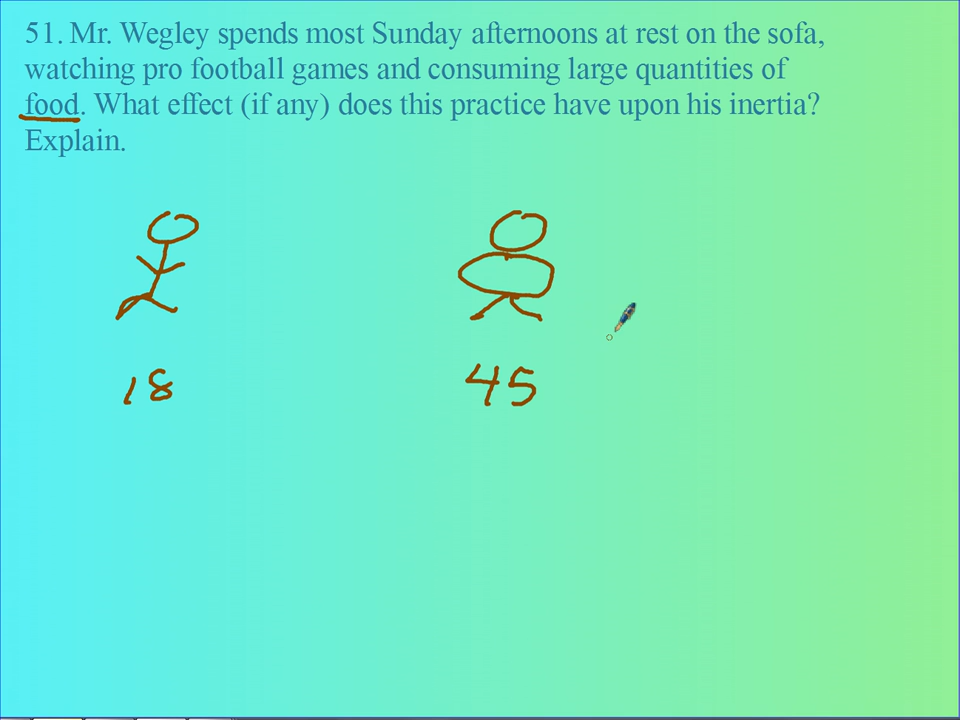 51. Mr. Wegley spends most Sunday afternoons at rest on the sofa,
watching pro football games and consuming large quantities of
food. What effect (if any) does this practice have upon his inertia?
Explain.
18 45